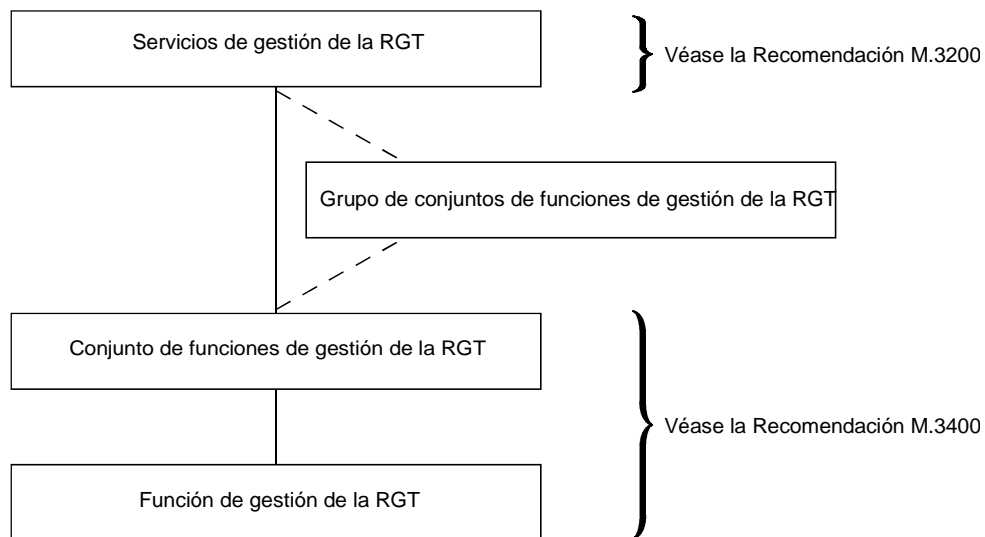 Servicios de gestión de la RGT
Véase la Recomendación M.3200
Grupo de conjuntos de funciones de gestión de la RGT
Conjunto de funciones de gestión de la RGT
Véase la Recomendación M.3400
Función de gestión de la RGT